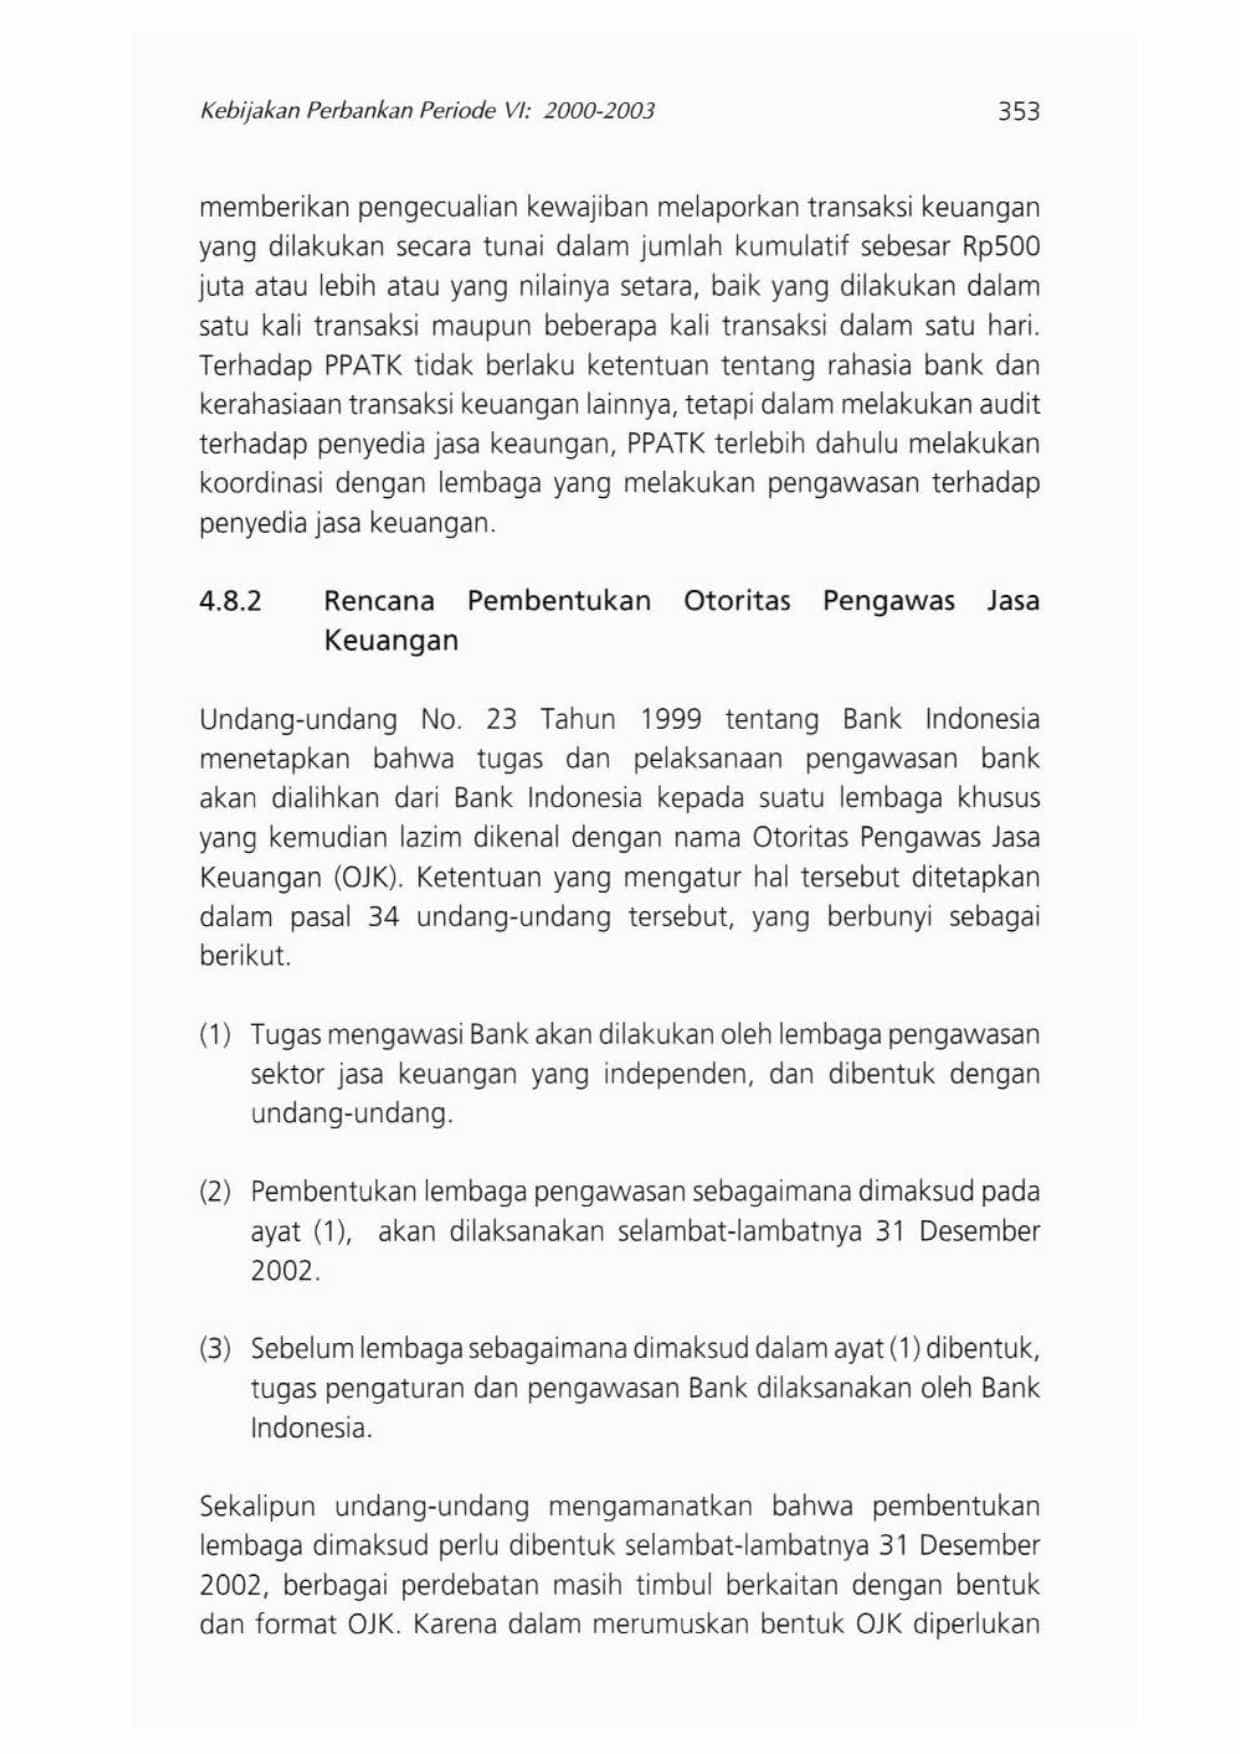 Kebijakan Perbankan Periode VI: 2000-2003 353
memberikan pengecualian kewajiban melaporkan transaksi keuangan
yang dilakukan secara tunai dalam jumlah kumulatif sebesar Rp500
juta atau lebih atau yang nilainya setara, baik yang dilakukan dalam
satu kali transaksi maupun beberapa kali transaksi dalam satu hari.
Terhadap PPATK tidak berlaku ketentuan tentang rahasia bank dan
kerahasiaan transaksi keuangan lainnya, tetapi dalam melakukan audit
terhadap penyedia jasa keaungan, PPATK terlebih dahulu melakukan
koordinasi dengan lembaga yang melakukan pengawasan terhadap
penyedia jasa keuangan.
4.8.2 Rencana Pembentukan Otoritas Pengawas Jasa
Keuangan
Undang-undang No. 23 Tahun 1999 tentang Bank Indonesia
menetapkan bahwa tugas dan pelaksanaan pengawasan bank
akan dialihkan dari Bank Indonesia kepada suatu lembaga khusus
yang kemudian lazim dikenal dengan nama Otoritas Pengawas Jasa
Keuangan (OJK). Ketentuan yang mengatur hal tersebut ditetapkan
dalam pasal 34 undang-undang tersebut, yang berbunyi sebagai
berikut.
(1) Tugas mengawasi Bank akan dilakukan oleh lembaga pengawasan
sektor jasa keuangan yang independen, dan dibentuk dengan
undang-undang.
(2) Pembentukan lembaga pengawasan sebagaimana dimaksud pada
ayat (1), akan dilaksanakan selambat-lambatnya 31 Desember
2002.
(3) Sebelum lembaga sebagaimana dimaksud dalam ayat (1) dibentuk,
tugas pengaturan dan pengawasan Bank dilaksanakan oleh Bank
Indonesia.
Sekalipun undang-undang mengamanatkan bahwa pembentukan
lembaga dimaksud perlu dibentuk selambat-lambatnya 31 Desember
2002, berbagai perdebatan masih timbul berkaitan dengan bentuk
dan format OJK. Karena dalam merumuskan bentuk OJK diperlukan